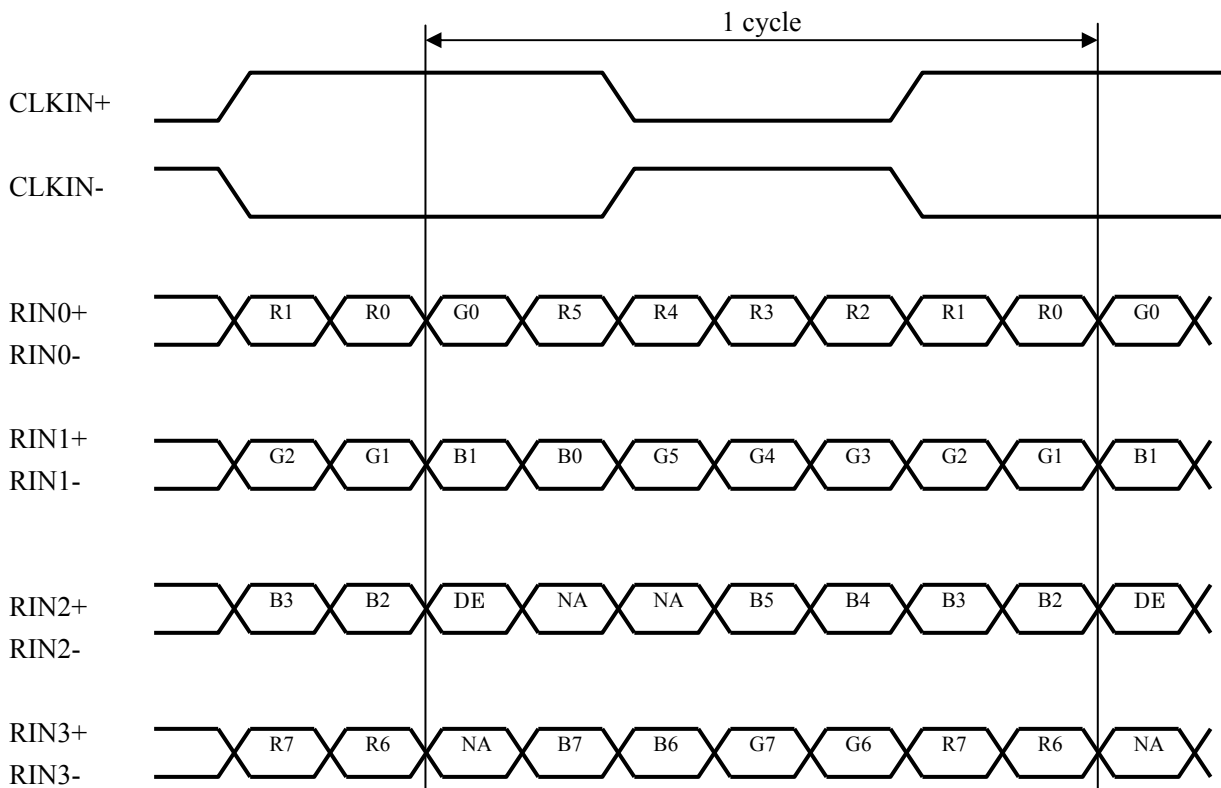 1 cycle
CLKIN+
CLKIN-
RIN0+
R1 R0 G0 R5 R4 R3 R2 R1 R0 G0
RIN0-
RIN1+
G2 G1 B1 B0 G5 G4 G3 G2 G1 B1
RIN1-
RIN2+
B3 B2 DE NA NA B5 B4 B3 B2 DE
RIN2-
RIN3+
R7 R6 NA B7 B6 G7 G6 R7 R6 NA
RIN3-